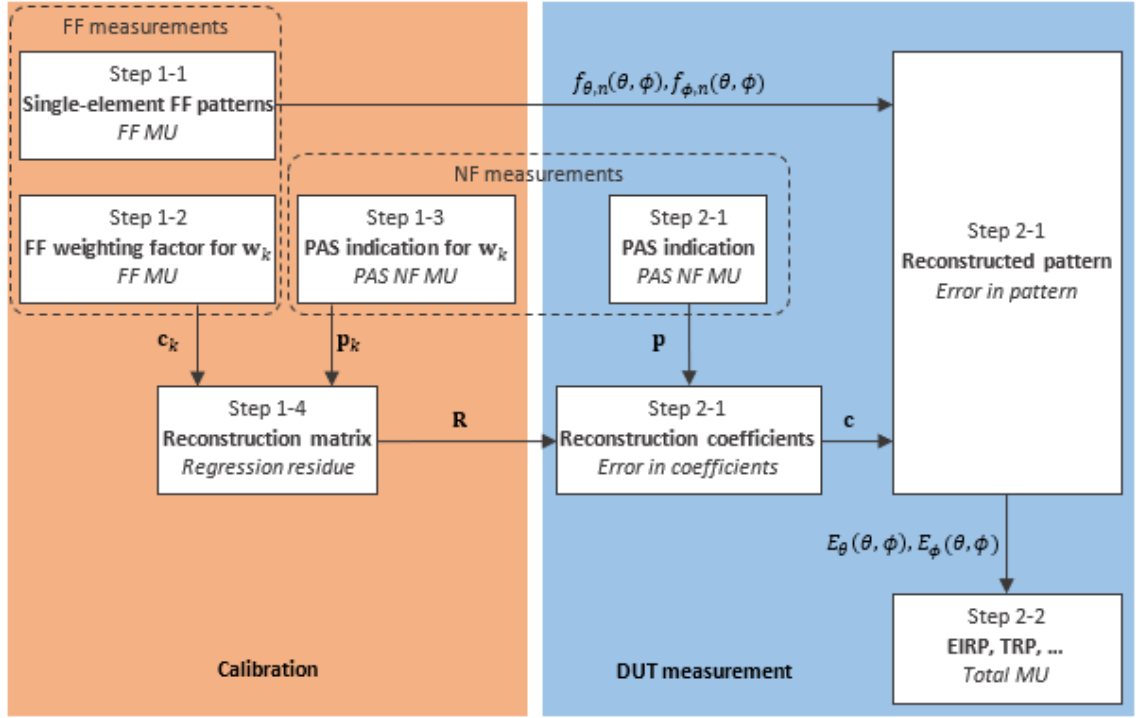 FF measurements
Step 1-1
Single-element FF patterns
FF MU
f_{θ,n}(θ, ϕ), f_{ϕ,n}(θ, ϕ)
NF measurements
Step 1-2
FF weighting factor for w_k
FF MU
Step 1-3
PAS indication for w_k
PAS NF MU
Step 2-1
PAS indication
PAS NF MU
Step 2-1
Reconstructed pattern
Error in pattern
c_k
p_k
p
Step 1-4
Reconstruction matrix
Regression residue
R
Step 2-1
Reconstruction coefficients
Error in coefficients
c
E_θ(θ, ϕ), E_ϕ(θ, ϕ)
Step 2-2
EIRP, TRP, ...
Total MU
Calibration
DUT measurement